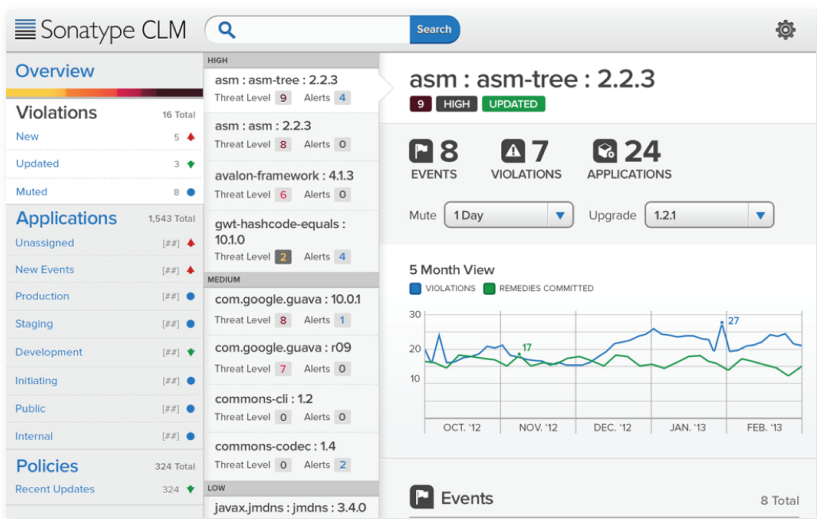 Sonatype CLM
Search
Overview
Violations 16 Total
New 5
Updated 3
Muted 8
Applications 1,543 Total
Unassigned [##]
New Events [##]
Production [##]
Staging [##]
Development [##]
Initiating [##]
Public [##]
Internal [##]
Policies 324 Total
Recent Updates 324
HIGH
asm : asm-tree : 2.2.3
Threat Level 9 Alerts 4
asm : asm : 2.2.3
Threat Level 8 Alerts 0
avalon-framework : 4.1.3
Threat Level 6 Alerts 0
gwt-hashcode-equals :
10.1.0
Threat Level 2 Alerts 4
MEDIUM
com.google.guava : 10.0.1
Threat Level 8 Alerts 1
com.google.guava : r09
Threat Level 7 Alerts 0
commons-cli : 1.2
Threat Level 0 Alerts 0
commons-codec : 1.4
Threat Level 0 Alerts 2
LOW
javax.jmdns : jmdns : 3.4.0
asm : asm-tree : 2.2.3
9 HIGH UPDATED
8 7 24
EVENTS VIOLATIONS APPLICATIONS
Mute 1 Day Upgrade 1.2.1
5 Month View
VIOLATIONS REMEDIES COMMITTED
30
27
20
17
10
OCT. '12 NOV. '12 DEC. '12 JAN. '13 FEB. '13
Events 8 Total